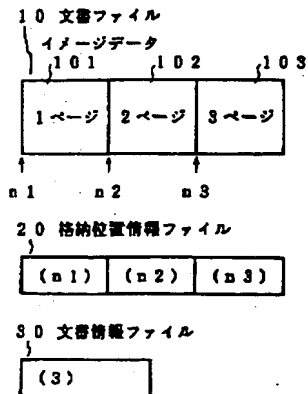 10 文書ファイル
イメージデータ
101 102 103
1ページ 2ページ 3ページ
n1 n2 n3
20 格納位置情報ファイル
(n1) (n2) (n3)
30 文書情報ファイル
(3)